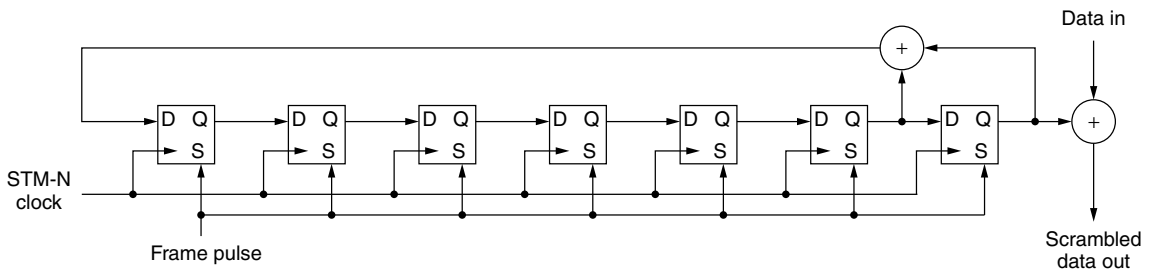 Data in
+
D Q
S
D Q
S
D Q
S
D Q
S
D Q
S
D Q
S
D Q
S
+
STM-N
clock
Frame pulse
Scrambled
data out